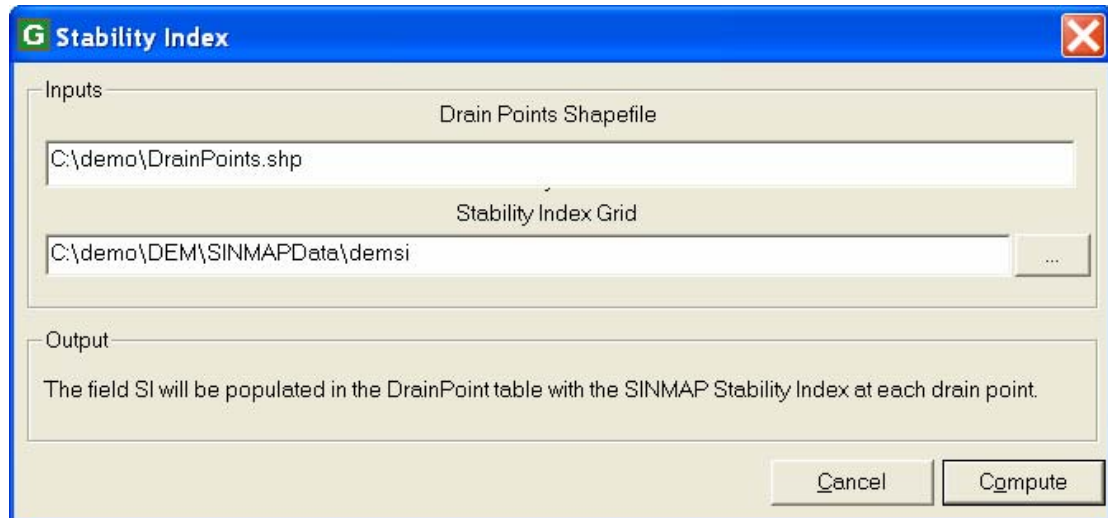 G Stability Index
Inputs
Drain Points Shapefile
C:\demo\DrainPoints.shp
Stability Index Grid
C:\demo\DEM\SINMAPData\demsi
...
Output
The field SI will be populated in the DrainPoint table with the SINMAP Stability Index at each drain point.
Cancel Compute